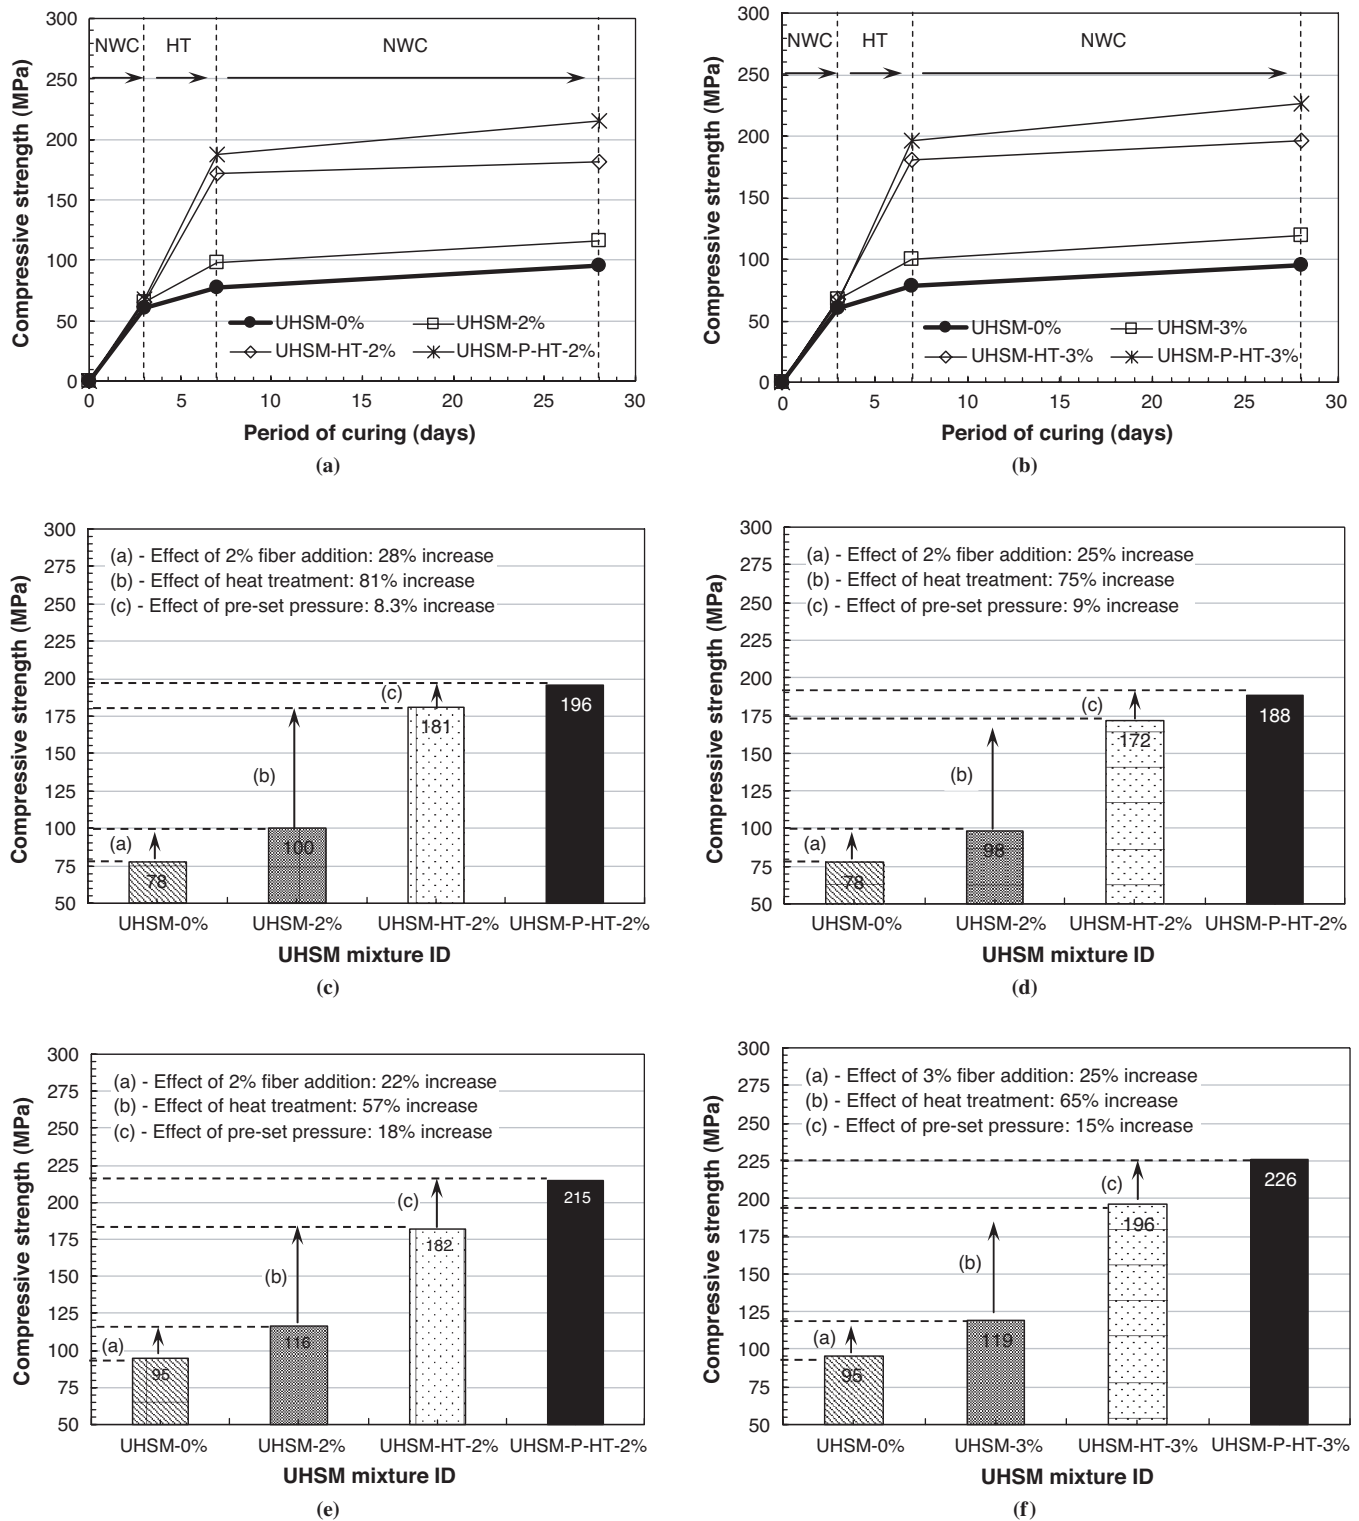 300
250
200
150
100
50
0
Compressive strength (MPa)
NWC HT NWC
UHSM-0% UHSM-2%
UHSM-HT-2% UHSM-P-HT-2%
0 5 10 15 20 25 30
Period of curing (days)
(a)
300
250
200
150
100
50
0
Compressive strength (MPa)
NWC HT NWC
UHSM-0% UHSM-3%
UHSM-HT-3% UHSM-P-HT-3%
0 5 10 15 20 25 30
Period of curing (days)
(b)
300
275
250
225
200
175
150
125
100
75
50
Compressive strength (MPa)
(a) - Effect of 2% fiber addition: 28% increase
(b) - Effect of heat treatment: 81% increase
(c) - Effect of pre-set pressure: 8.3% increase
(a)
(b)
(c)
78
100
181
196
UHSM-0% UHSM-2% UHSM-HT-2% UHSM-P-HT-2%
UHSM mixture ID
(c)
300
275
250
225
200
175
150
125
100
75
50
Compressive strength (MPa)
(a) - Effect of 2% fiber addition: 25% increase
(b) - Effect of heat treatment: 75% increase
(c) - Effect of pre-set pressure: 9% increase
(a)
(b)
(c)
78
98
172
188
UHSM-0% UHSM-2% UHSM-HT-2% UHSM-P-HT-2%
UHSM mixture ID
(d)
300
275
250
225
200
175
150
125
100
75
50
Compressive strength (MPa)
(a) - Effect of 2% fiber addition: 22% increase
(b) - Effect of heat treatment: 57% increase
(c) - Effect of pre-set pressure: 18% increase
(a)
(b)
(c)
95
116
182
215
UHSM-0% UHSM-2% UHSM-HT-2% UHSM-P-HT-2%
UHSM mixture ID
(e)
300
275
250
225
200
175
150
125
100
75
50
Compressive strength (MPa)
(a) - Effect of 3% fiber addition: 25% increase
(b) - Effect of heat treatment: 65% increase
(c) - Effect of pre-set pressure: 15% increase
(a)
(b)
(c)
95
119
196
226
UHSM-0% UHSM-3% UHSM-HT-3% UHSM-P-HT-3%
UHSM mixture ID
(f)